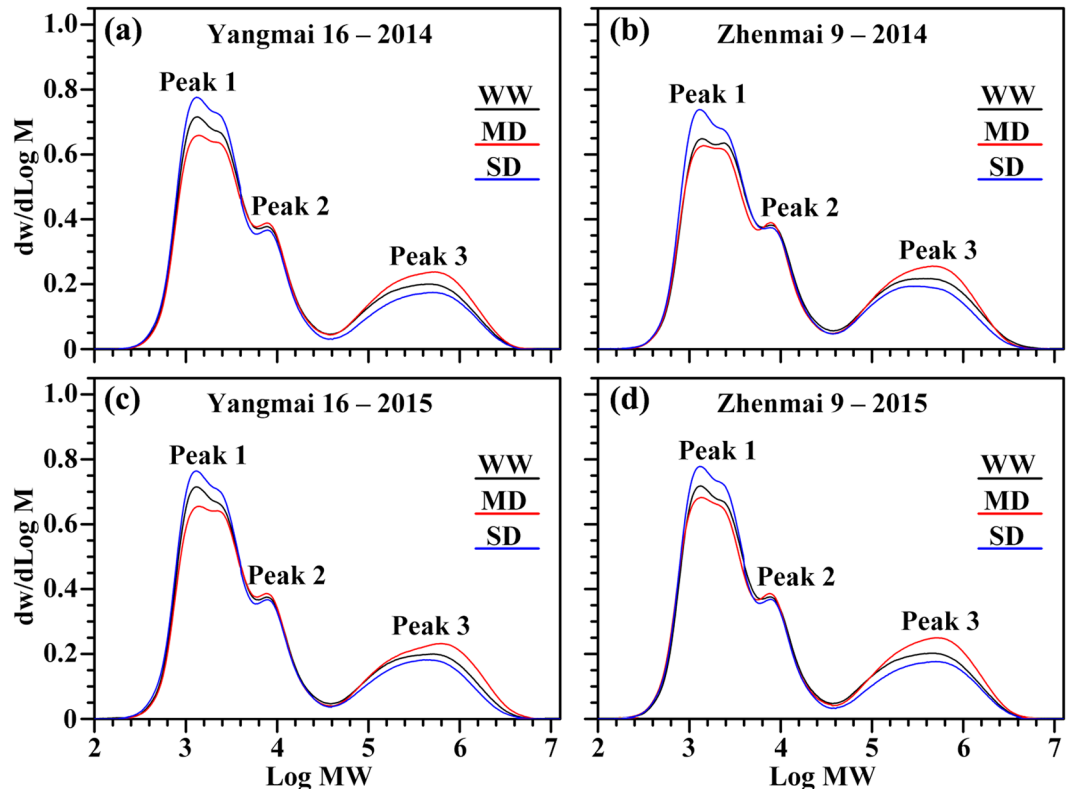 (a) Yangmai 16 – 2014
Peak 1
Peak 2
Peak 3
WW
MD
SD
1.0
0.8
0.6
0.4
0.2
0
dw/dLog M
(b) Zhenmai 9 – 2014
Peak 1
Peak 2
Peak 3
WW
MD
SD
(c) Yangmai 16 – 2015
Peak 1
Peak 2
Peak 3
WW
MD
SD
1.0
0.8
0.6
0.4
0.2
0
dw/dLog M
2 3 4 5 6 7
Log MW
(d) Zhenmai 9 – 2015
Peak 1
Peak 2
Peak 3
WW
MD
SD
2 3 4 5 6 7
Log MW